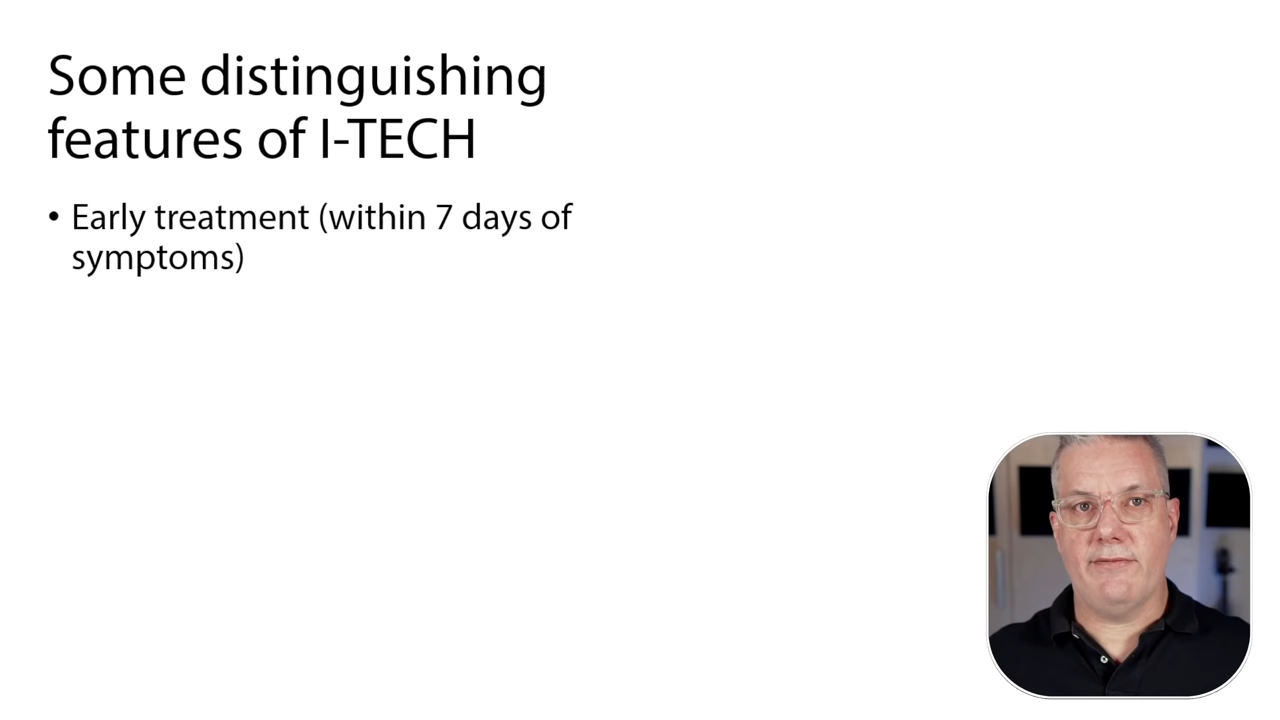 Some distinguishing
features of I-TECH
• Early treatment (within 7 days of
symptoms)